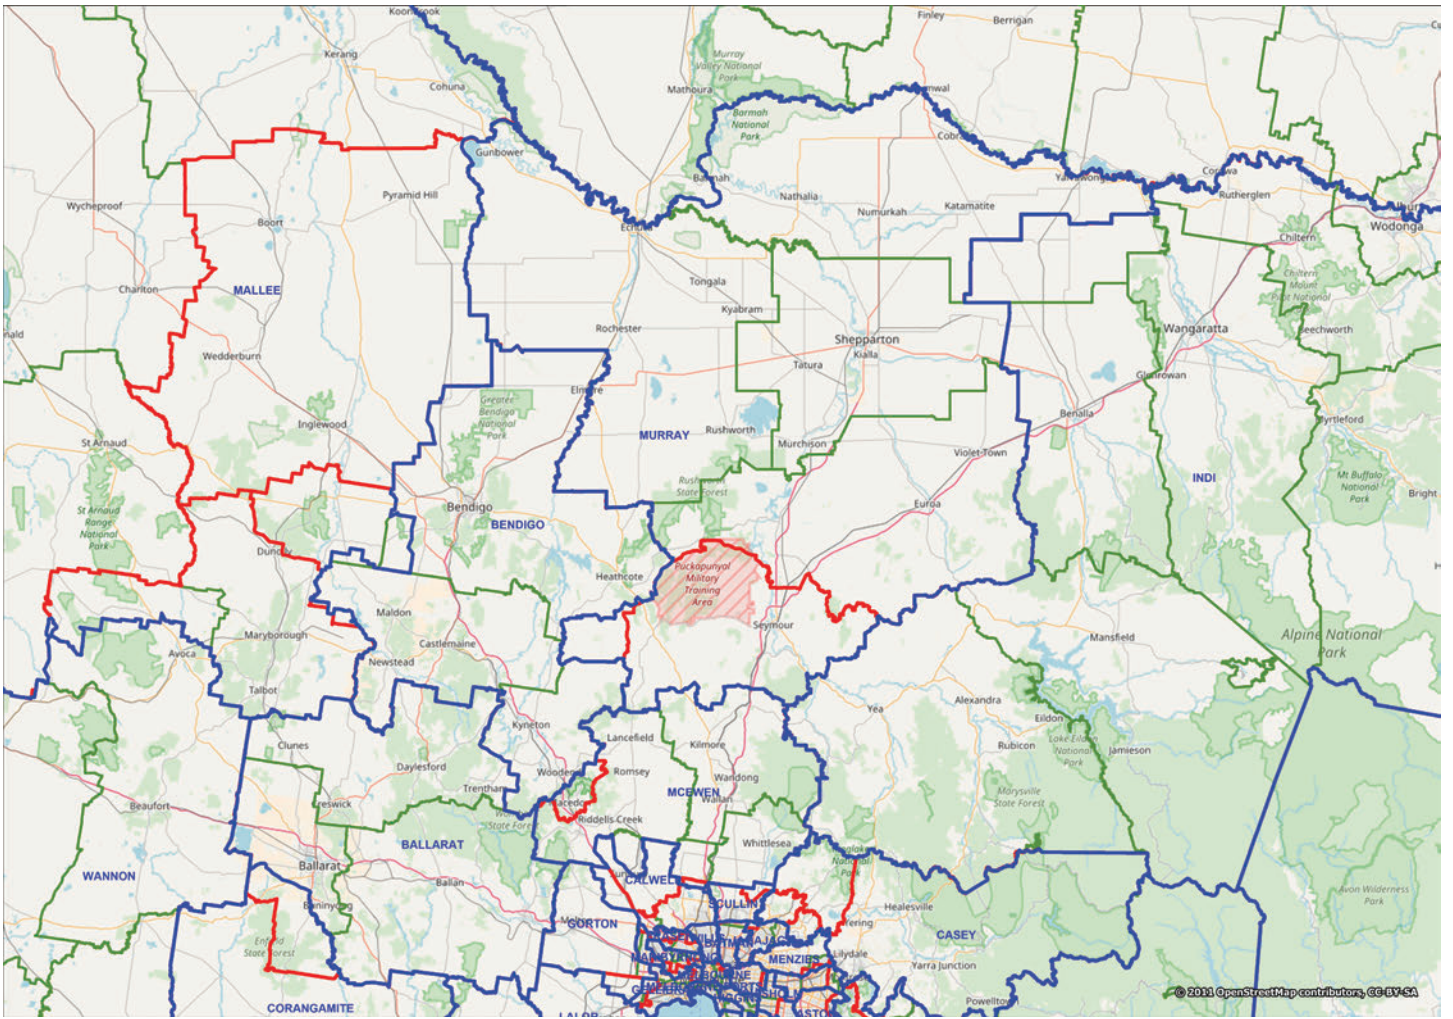 Koondrook
Finley
Berrigan
Kerang
Murray
Valley National
Park
Cohuna
Mathoura
Barmah
National
Park
Cobra
Gunbower
Barmah
Yarrawonga
Corowa
Rutherglen
Wycheproof
Pyramid Hill
Nathalia
Numurkah
Katamatite
Boort
Echuca
Wodonga
Chiltern
Chiltern
Mount
Pilot National
Charlton
MALLEE
Tongala
Kyabram
Rochester
Wangaratta
Beechworth
Shepparton
Kialla
Wedderburn
Tatura
Glenrowan
Elmore
Greater
Bendigo
National
Park
Inglewood
MURRAY
Rushworth
Benalla
Myrtleford
St Arnaud
Murchison
Violet Town
Rushworth
State Forest
INDI
Mt Buffalo
National
Park
Bright
St Arnaud
Range
National
Park
Bendigo
BENDIGO
Euroa
Dunolly
Heathcote
Puckapunyal
Military
Training
Area
Maldon
Seymour
Maryborough
Castlemaine
Mansfield
Alpine National
Park
Avoca
Newstead
Talbot
Alexandra
Yea
Eildon
Kyneton
Lancefield
Kilmore
Rubicon
Lake Eildon
National
Park
Jamieson
Clunes
Daylesford
Romsey
Wandong
MCEWEN
Wallan
Trentham
Marysville
State Forest
Beaufort
Creswick
Macedon
Riddells Creek
BALLARAT
Whittlesea
WANNON
Ballarat
Ballan
CALWELL
SCULLIN
Avon Wilderness
Park
Buninyong
GORTON
Healesville
CASEY
Enfield
State Forest
MENZIES
Lilydale
Yarra Junction
CORANGAMITE
LALOR
Powelltown
© 2011 OpenStreetMap contributors, CC-BY-SA